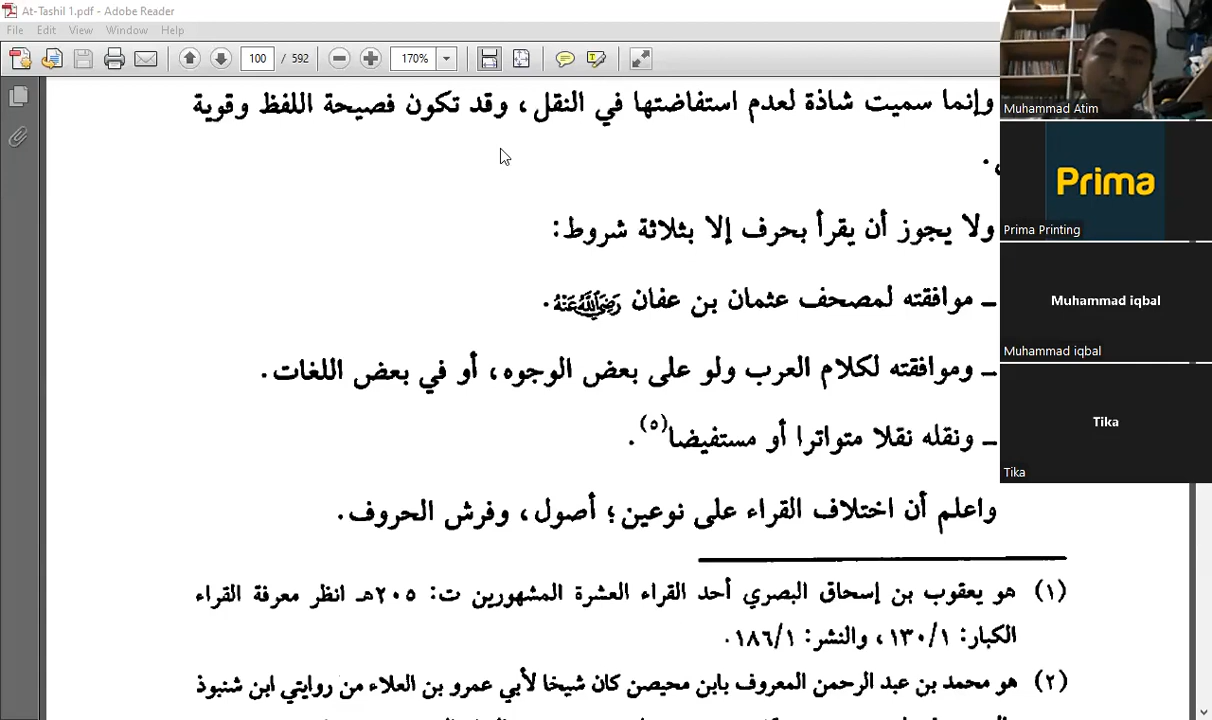 At-Tashil 1.pdf - Adobe Reader
File Edit View Window Help
100 / 592 170%
وإنما سميت شاذة لعدم استفاضتها في النقل، وقد تكون فصيحة اللفظ وقوية
ولا يجوز أن يقرأ بحرف إلا بثلاثة شروط:
ـ موافقته لمصحف عثمان بن عفان رَضِيَ اللَّهُ عَنْهُ.
ـ وموافقته لكلام العرب ولو على بعض الوجوه، أو في بعض اللغات.
ـ ونقله نقلا متواترا أو مستفيضا(٥).
واعلم أن اختلاف القراء على نوعين؛ أصول، وفرش الحروف.
(١) هو يعقوب بن إسحاق البصري أحد القراء العشرة المشهورين ت: ٢٠٥هـ انظر معرفة القراء
الكبار: ١٣٠/١، والنشر: ١٨٦/١.
(٢) هو محمد بن عبد الرحمن المعروف بابن محيصن كان شيخا لأبي عمرو بن العلاء من روايتي ابن شنبوذ
Muhammad Atim
Prima
Prima Printing
Muhammad iqbal
Muhammad iqbal
Tika
Tika